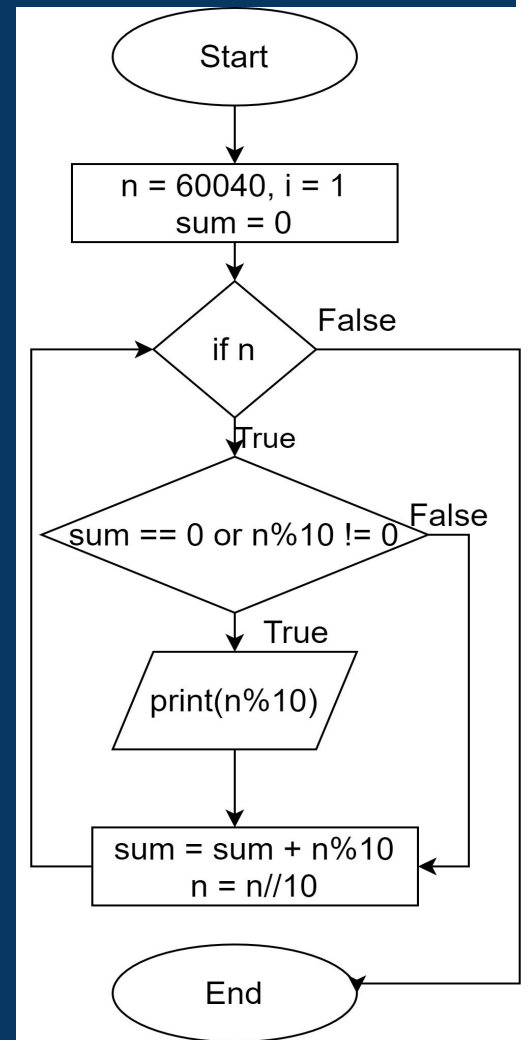 Start
n = 60040, i = 1
sum = 0
if n
False
True
sum == 0 or n%10 != 0
False
True
print(n%10)
sum = sum + n%10
n = n//10
End